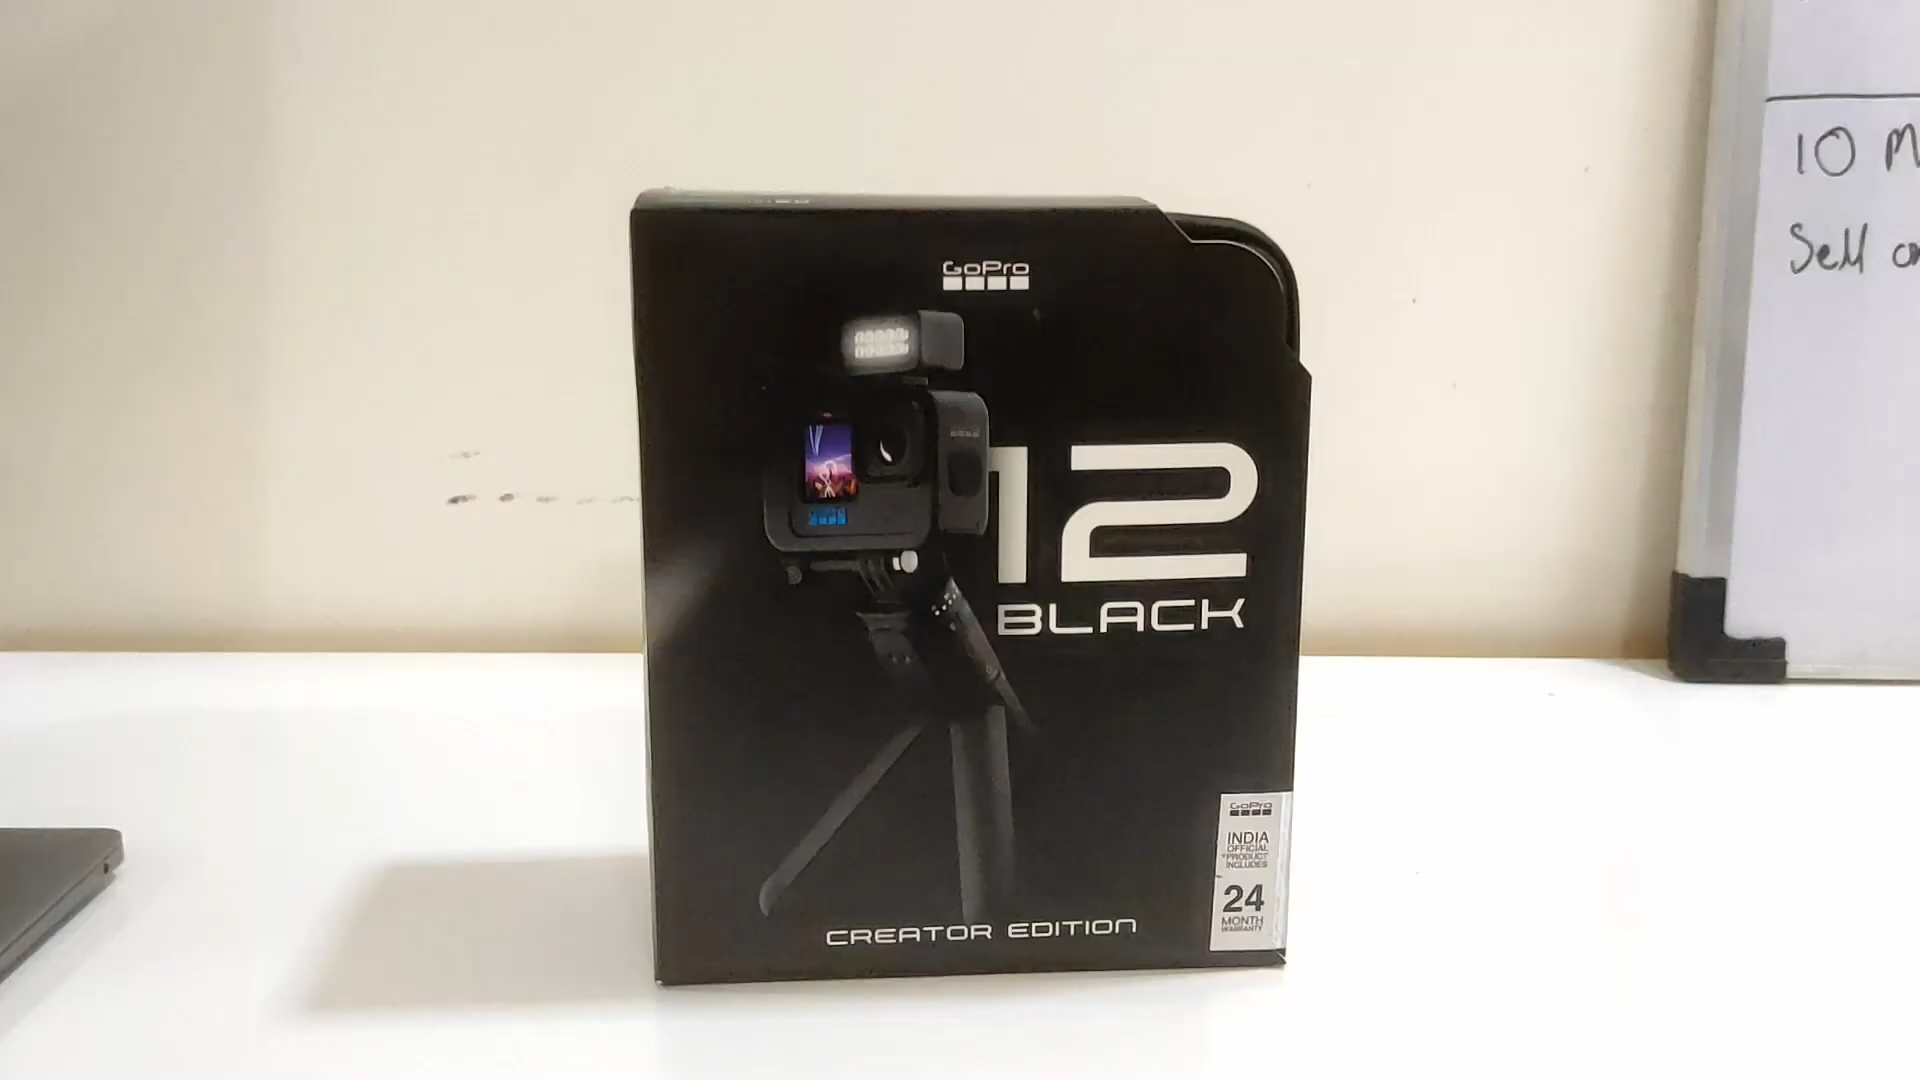 GoPro
12
BLACK
CREATOR EDITION
GoPro
INDIA
OFFICIAL
*PRODUCT
INCLUDES
24
MONTH
WARRANTY
10
Sell